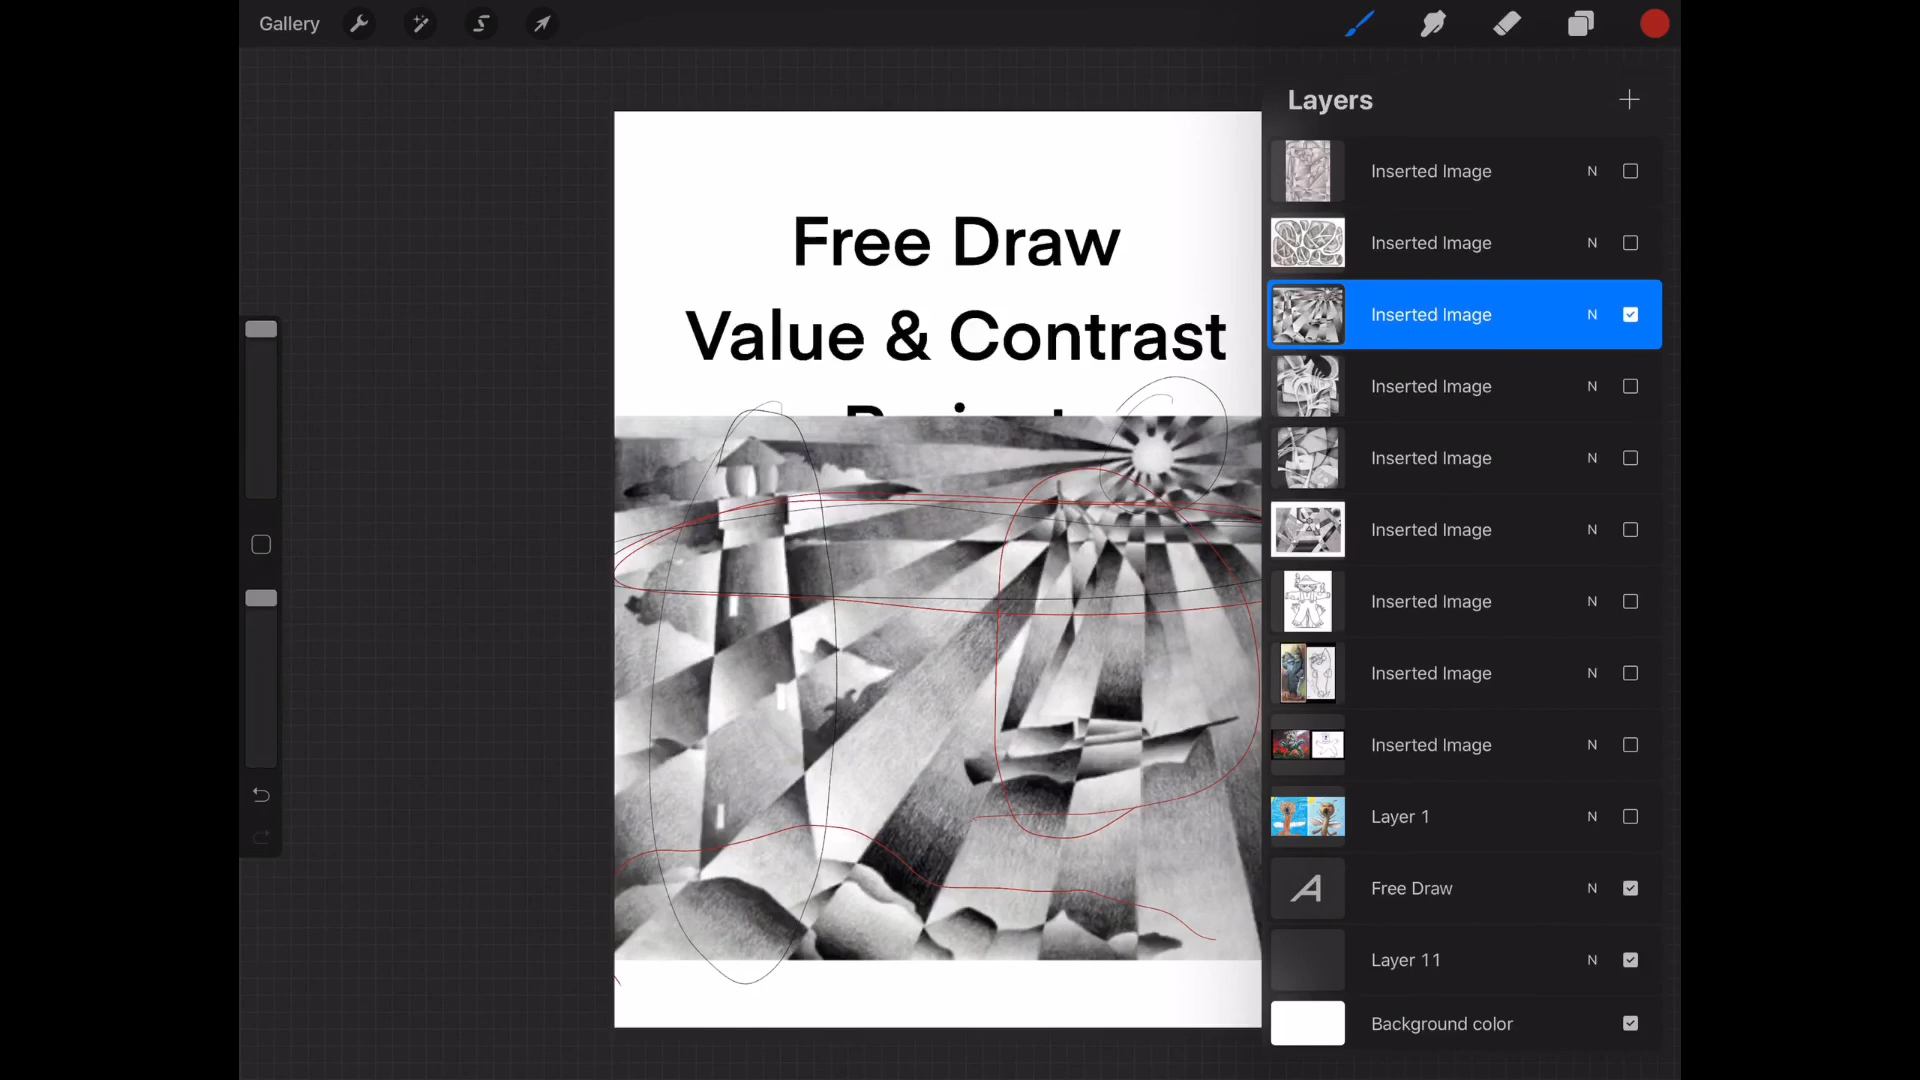 Gallery
Layers
Free Draw
Value & Contrast
Inserted Image N
Inserted Image N
Inserted Image N
Inserted Image N
Inserted Image N
Inserted Image N
Inserted Image N
Inserted Image N
Inserted Image N
Layer 1 N
A Free Draw N
Layer 11 N
Background color